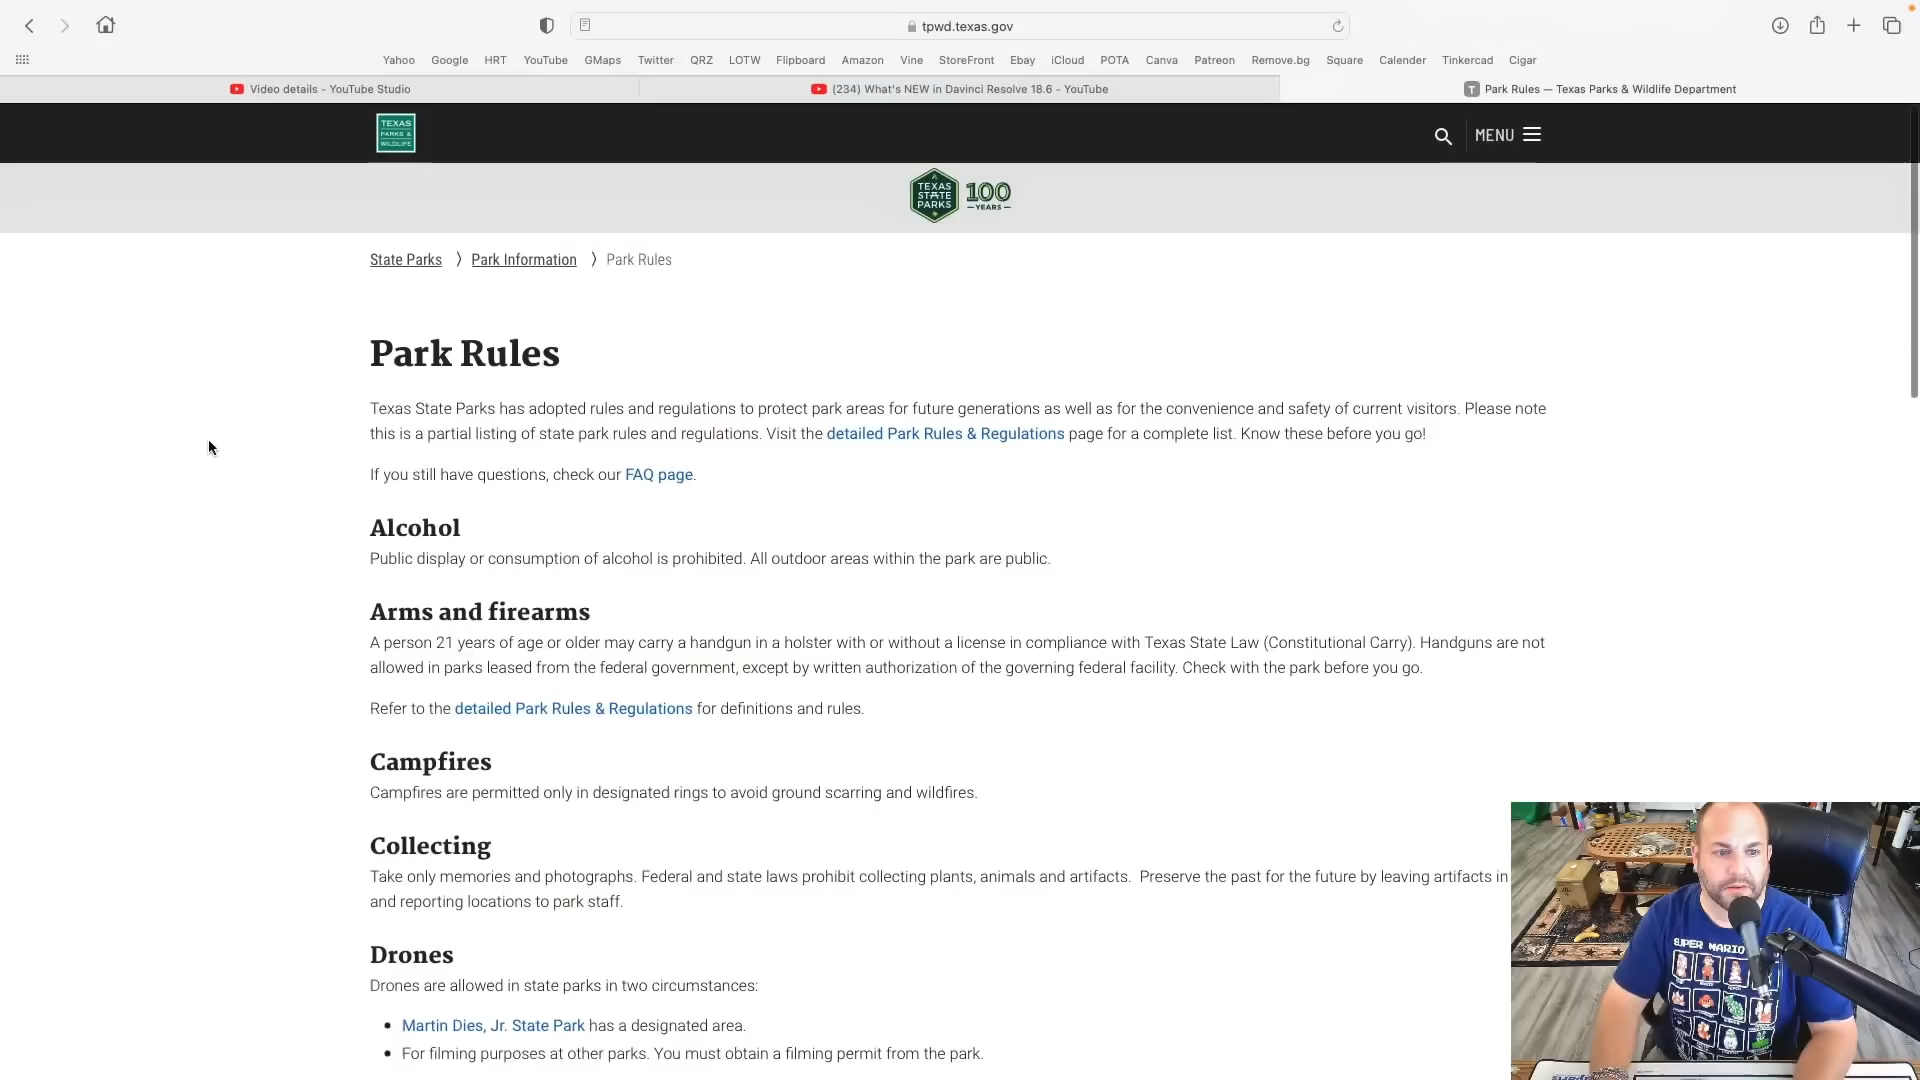 tpwd.texas.gov
Yahoo Google HRT YouTube GMaps Twitter QRZ LOTW Flipboard Amazon Vine StoreFront Ebay iCloud POTA Canva Patreon Remove.bg Square Calender Tinkercad Cigar
Video details - YouTube Studio
(234) What's NEW in Davinci Resolve 18.6 - YouTube
T Park Rules — Texas Parks & Wildlife Department
TEXAS
PARKS &
WILDLIFE
MENU
TEXAS
STATE
PARKS
100
YEARS
State Parks 〉 Park Information 〉 Park Rules
Park Rules
Texas State Parks has adopted rules and regulations to protect park areas for future generations as well as for the convenience and safety of current visitors. Please note
this is a partial listing of state park rules and regulations. Visit the detailed Park Rules & Regulations page for a complete list. Know these before you go!
If you still have questions, check our FAQ page.
Alcohol
Public display or consumption of alcohol is prohibited. All outdoor areas within the park are public.
Arms and firearms
A person 21 years of age or older may carry a handgun in a holster with or without a license in compliance with Texas State Law (Constitutional Carry). Handguns are not
allowed in parks leased from the federal government, except by written authorization of the governing federal facility. Check with the park before you go.
Refer to the detailed Park Rules & Regulations for definitions and rules.
Campfires
Campfires are permitted only in designated rings to avoid ground scarring and wildfires.
Collecting
Take only memories and photographs. Federal and state laws prohibit collecting plants, animals and artifacts. Preserve the past for the future by leaving artifacts in
and reporting locations to park staff.
Drones
Drones are allowed in state parks in two circumstances:
• Martin Dies, Jr. State Park has a designated area.
• For filming purposes at other parks. You must obtain a filming permit from the park.
SUPER MARIO